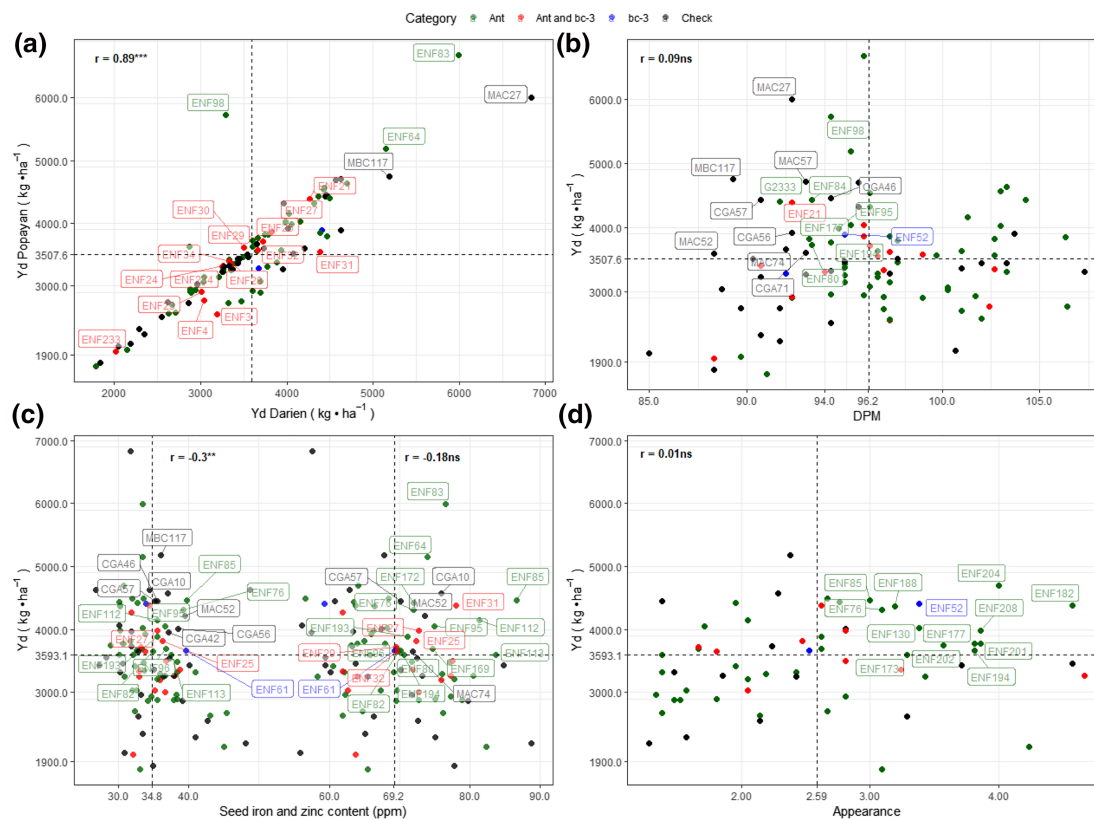 Category Ant Ant and bc-3 bc-3 Check
(a)
r = 0.89***
ENF83
MAC27
ENF98
ENF64
MBC117
ENF21
ENF30
ENF27
ENF29
ENF34
ENF31
ENF24
ENF4
ENF3
ENF233
6000.0
5000.0
4000.0
3507.6
3000.0
1900.0
Yd Popayan ( kg • ha−1 )
2000 3000 4000 5000 6000 7000
Yd Darien ( kg • ha−1 )
(b)
r = 0.09ns
MAC27
ENF98
MBC117
MAC57
G2333
ENF84
CGA46
CGA57
ENF21
ENF95
MAC52
CGA56
ENF52
MAC74
CGA71
ENF80
6000.0
5000.0
4000.0
3507.6
3000.0
1900.0
Yd ( kg • ha−1 )
85.0 90.0 94.0 96.2 100.0 105.0
DPM
(c)
r = -0.3**
r = -0.18ns
ENF83
MBC117
ENF64
CGA46
ENF85
CGA57
ENF172
CGA10
ENF85
CGA57
CGA10
ENF76
ENF76
MAC52
ENF31
ENF112
ENF95
MAC52
ENF193
ENF95
ENF112
ENF27
CGA42
CGA56
ENF25
ENF25
ENF29
ENF113
ENF61
ENF61
ENF32
ENF169
ENF82
ENF113
ENF82
ENF194
MAC74
7000.0
6000.0
5000.0
4000.0
3593.1
3000.0
1900.0
Yd ( kg • ha−1 )
30.0 34.8 40.0 60.0 69.2 80.0 90.0
Seed iron and zinc content (ppm)
(d)
r = 0.01ns
ENF85
ENF188
ENF204
ENF182
ENF76
ENF52
ENF208
ENF130
ENF177
ENF201
ENF173
ENF202
ENF194
7000.0
6000.0
5000.0
4000.0
3593.1
3000.0
1900.0
Yd ( kg • ha−1 )
2.00 2.59 3.00 4.00
Appearance